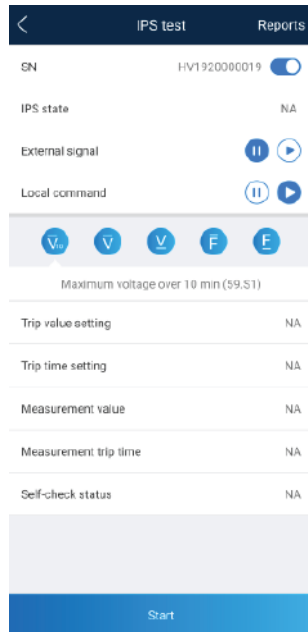 IPS test Reports
SN HV1920000019
IPS state NA
External signal
Local command
V̅₁₀ V̅ V̲ F̅ F̲
Maximum voltage over 10 min (59.S1)
Trip value setting NA
Trip time setting NA
Measurement value NA
Measurement trip time NA
Self-check status NA
Start